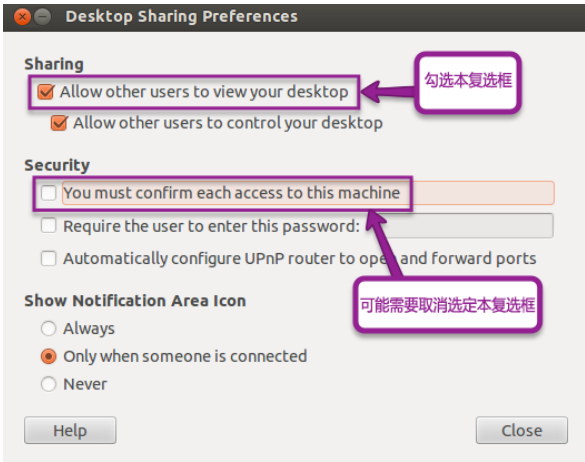 Desktop Sharing Preferences
Sharing
Allow other users to view your desktop
勾选本复选框
Allow other users to control your desktop
Security
You must confirm each access to this machine
Require the user to enter this password:
Automatically configure UPnP router to open and forward ports
Show Notification Area Icon
可能需要取消选定本复选框
Always
Only when someone is connected
Never
Help
Close